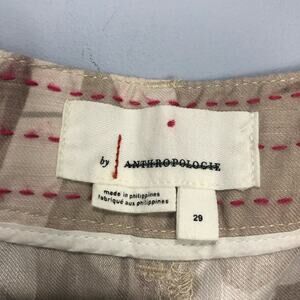 by ANTHROPOLOGIE
made in philippines
fabriqué aux philippines
29